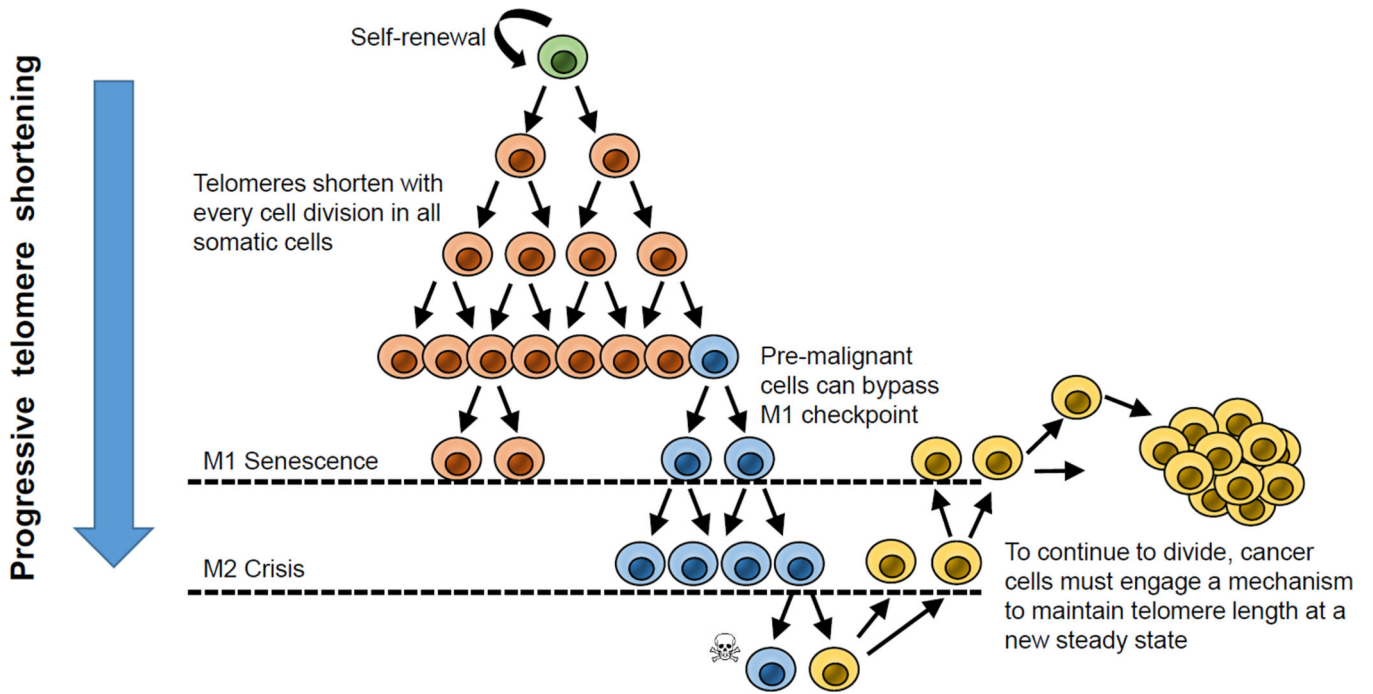 Progressive telomere shortening
Self-renewal
Telomeres shorten with
every cell division in all
somatic cells
Pre-malignant
cells can bypass
M1 checkpoint
M1 Senescence
M2 Crisis
To continue to divide, cancer
cells must engage a mechanism
to maintain telomere length at a
new steady state